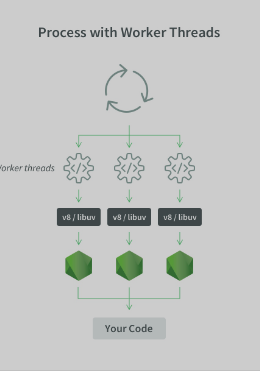 Process with Worker Threads
Worker threads
v8 / libuv
v8 / libuv
v8 / libuv
Your Code